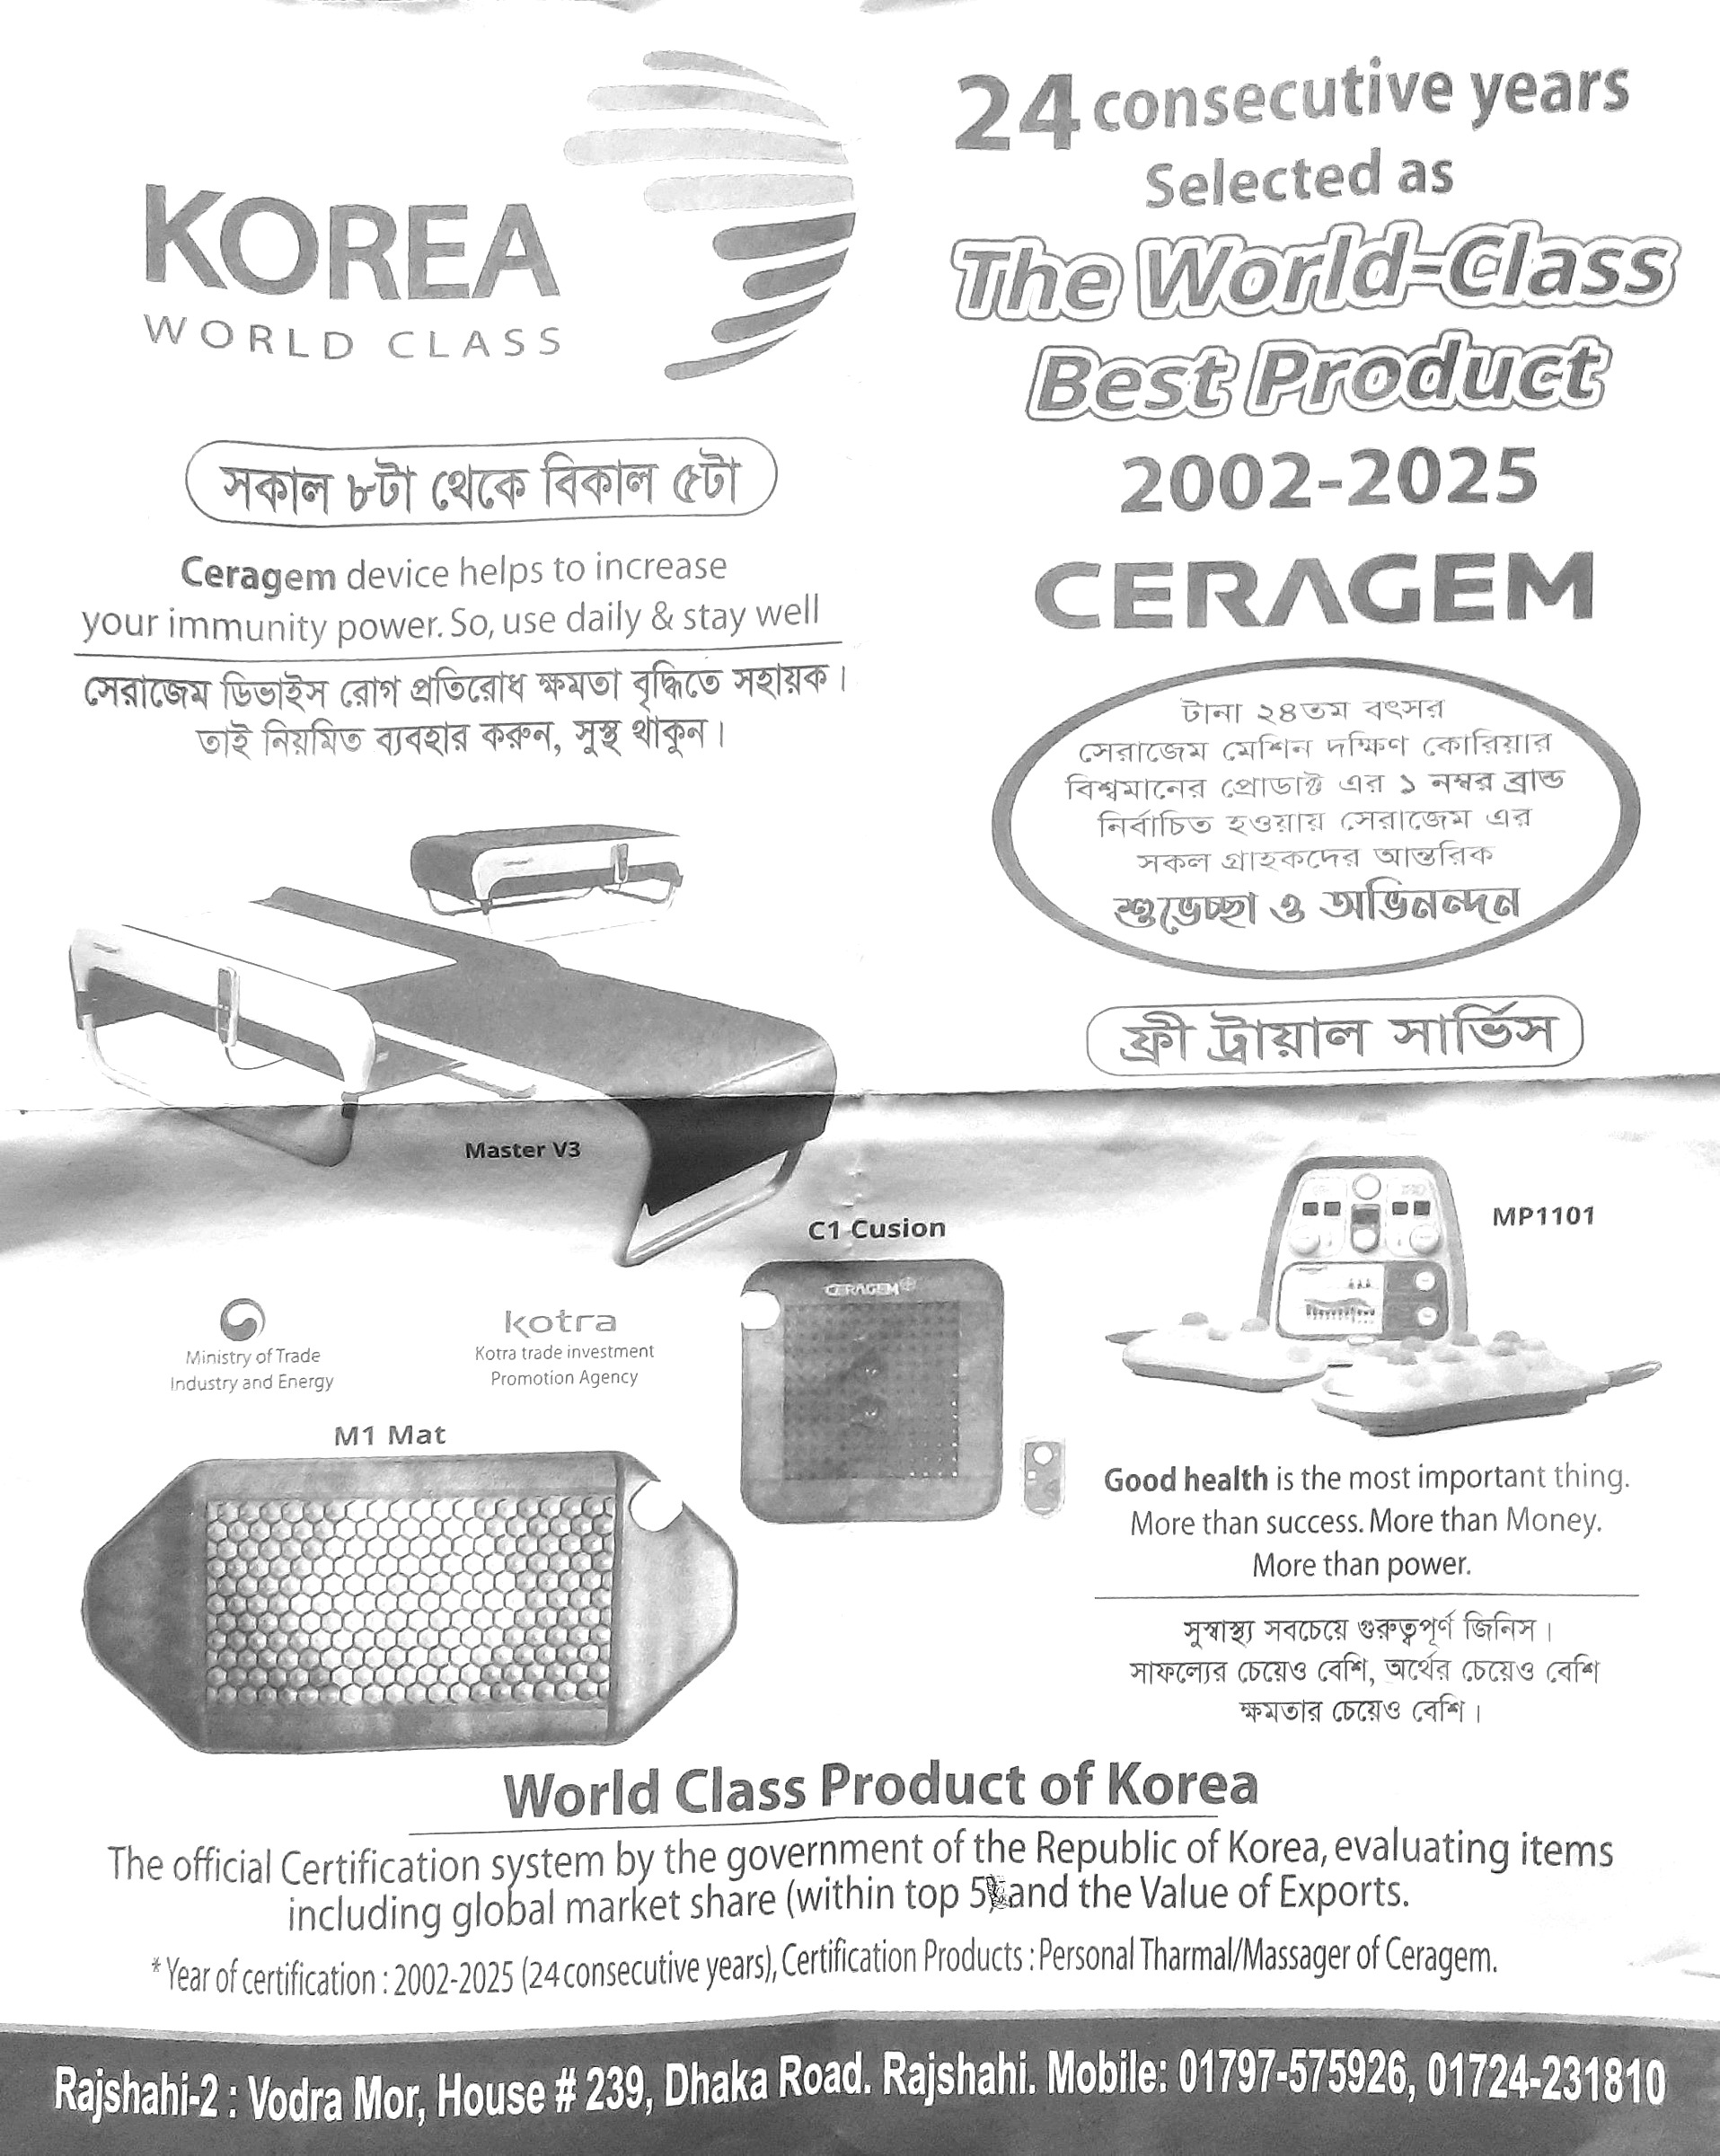 KOREA
WORLD CLASS
সকাল ৮টা থেকে বিকাল ৫টা
Ceragem device helps to increase
your immunity power. So, use daily & stay well
সেরাজেম ডিভাইস রোগ প্রতিরোধ ক্ষমতা বৃদ্ধিতে সহায়ক।
তাই নিয়মিত ব্যবহার করুন, সুস্থ থাকুন।
24 consecutive years
Selected as
The World-Class
Best Product
2002-2025
CERAGEM
টানা ২৪তম বৎসর
সেরাজেম মেশিন দক্ষিণ কোরিয়ার
বিশ্বমানের প্রোডাক্ট এর ১ নম্বর ব্রান্ড
নির্বাচিত হওয়ায় সেরাজেম এর
সকল গ্রাহকদের আন্তরিক
শুভেচ্ছা ও অভিনন্দন
ফ্রী ট্রায়াল সার্ভিস
Master V3
C1 Cusion
CERAGEM
MP1101
Ministry of Trade
Industry and Energy
kotra
Kotra trade investment
Promotion Agency
M1 Mat
Good health is the most important thing.
More than success. More than Money.
More than power.
সুস্বাস্থ্য সবচেয়ে গুরুত্বপূর্ণ জিনিস।
সাফল্যের চেয়েও বেশি, অর্থের চেয়েও বেশি
ক্ষমতার চেয়েও বেশি।
World Class Product of Korea
The official Certification system by the government of the Republic of Korea, evaluating items
including global market share (within top 5 and the Value of Exports.
* Year of certification : 2002-2025 (24 consecutive years), Certification Products : Personal Tharmal/Massager of Ceragem.
Rajshahi-2 : Vodra Mor, House # 239, Dhaka Road. Rajshahi. Mobile: 01797-575926, 01724-231810